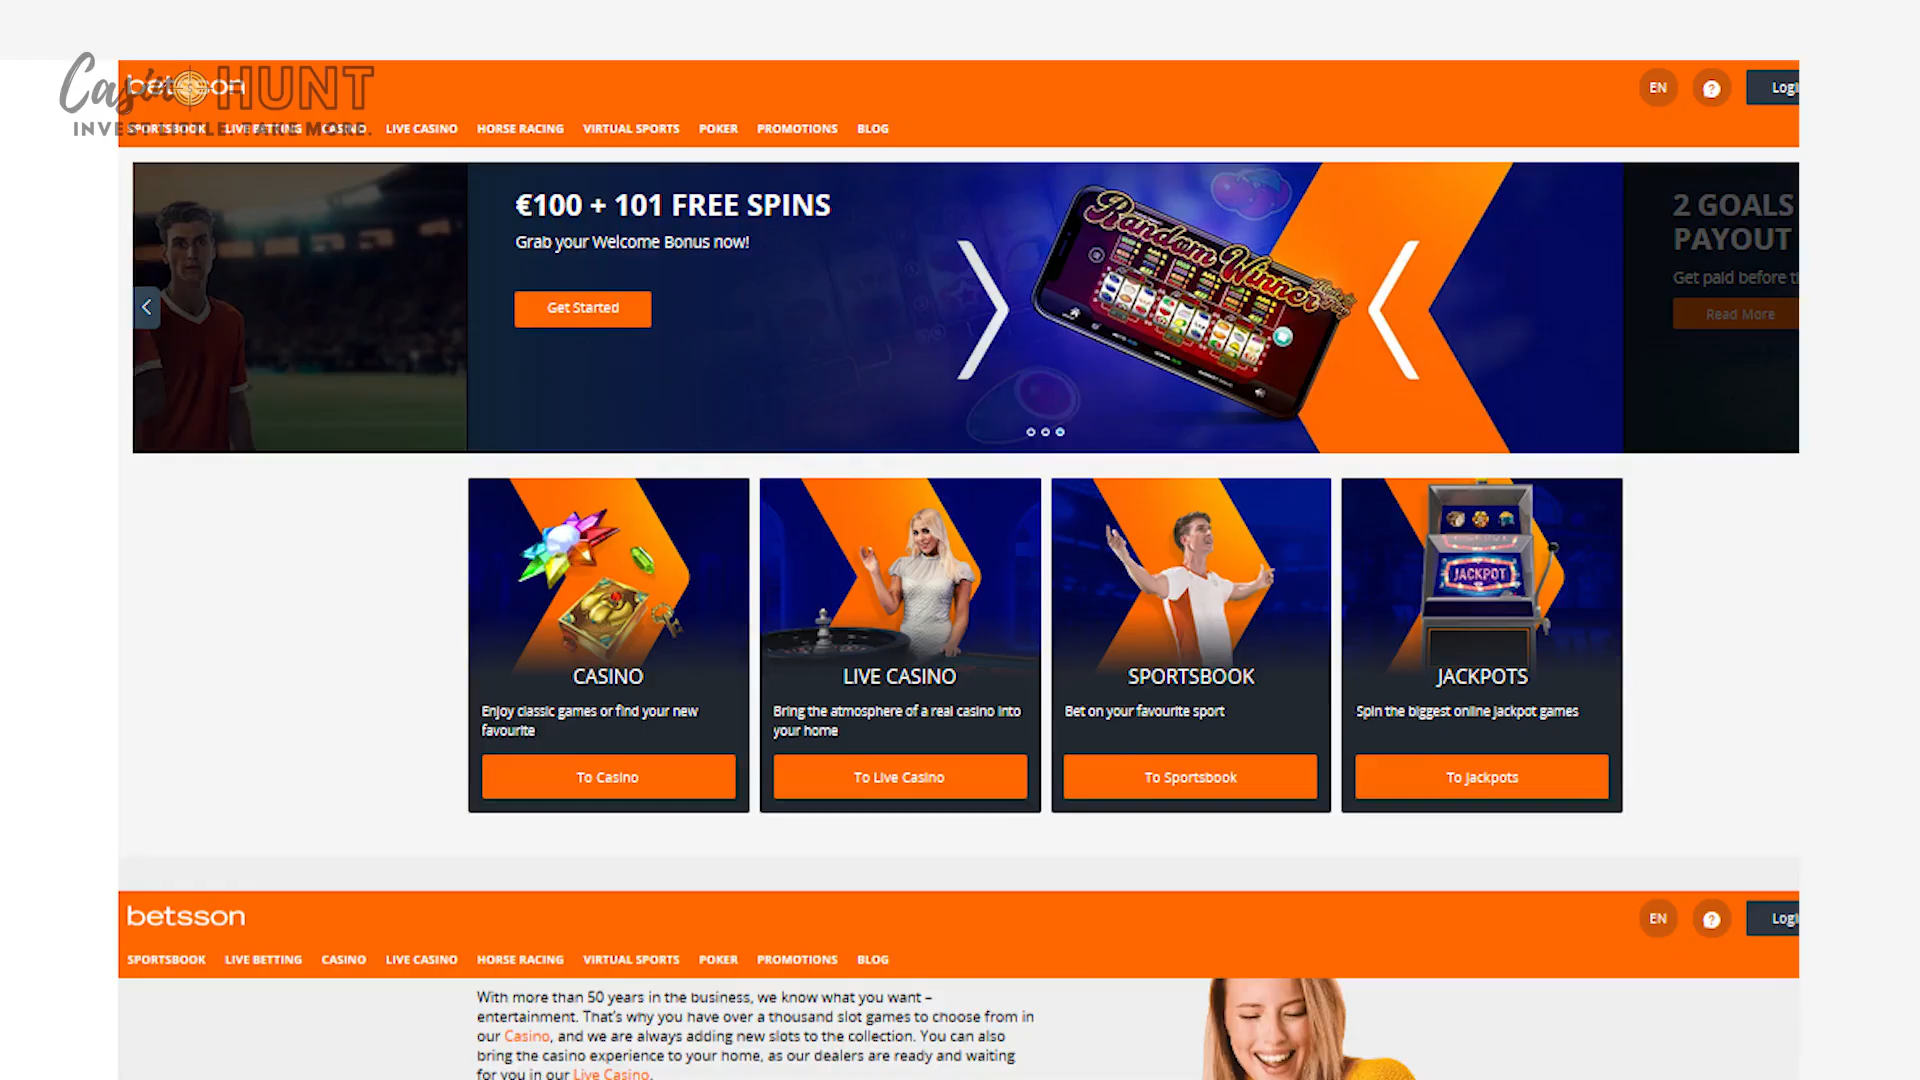 Casino HUNT
INVEST LITTLE. TAKE MORE.
betsson
EN
?
Logi
SPORTSBOOK LIVE BETTING CASINO LIVE CASINO HORSE RACING VIRTUAL SPORTS POKER PROMOTIONS BLOG
€100 + 101 FREE SPINS
Grab your Welcome Bonus now!
Get Started
Random Winner
2 GOALS
PAYOUT
Get paid before t
Read More
JACKPOT
CASINO
Enjoy classic games or find your new
favourite
To Casino
LIVE CASINO
Bring the atmosphere of a real casino into
your home
To Live Casino
SPORTSBOOK
Bet on your favourite sport
To Sportsbook
JACKPOTS
Spin the biggest online jackpot games
To Jackpots
betsson
EN
?
Logi
SPORTSBOOK LIVE BETTING CASINO LIVE CASINO HORSE RACING VIRTUAL SPORTS POKER PROMOTIONS BLOG
With more than 50 years in the business, we know what you want –
entertainment. That's why you have over a thousand slot games to choose from in
our Casino, and we are always adding new slots to the collection. You can also
bring the casino experience to your home, as our dealers are ready and waiting
for you in our Live Casino.